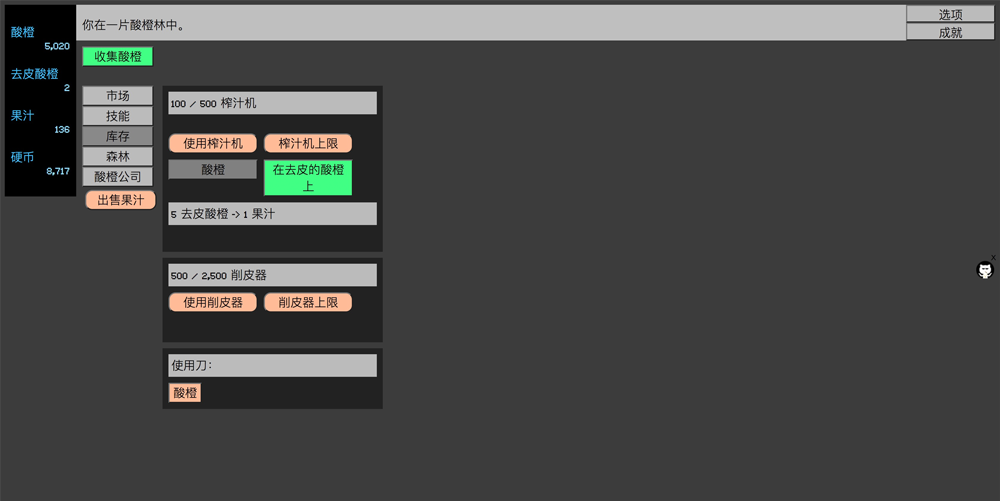 酸橙
5,020
去皮酸橙
2
果汁
136
硬币
8,717
你在一片酸橙林中。
选项
成就
收集酸橙
市场
技能
库存
森林
酸橙公司
出售果汁
100 / 500 榨汁机
使用榨汁机
榨汁机上限
酸橙
在去皮的酸橙
上
5 去皮酸橙 -> 1 果汁
500 / 2,500 削皮器
使用削皮器
削皮器上限
使用刀:
酸橙
x